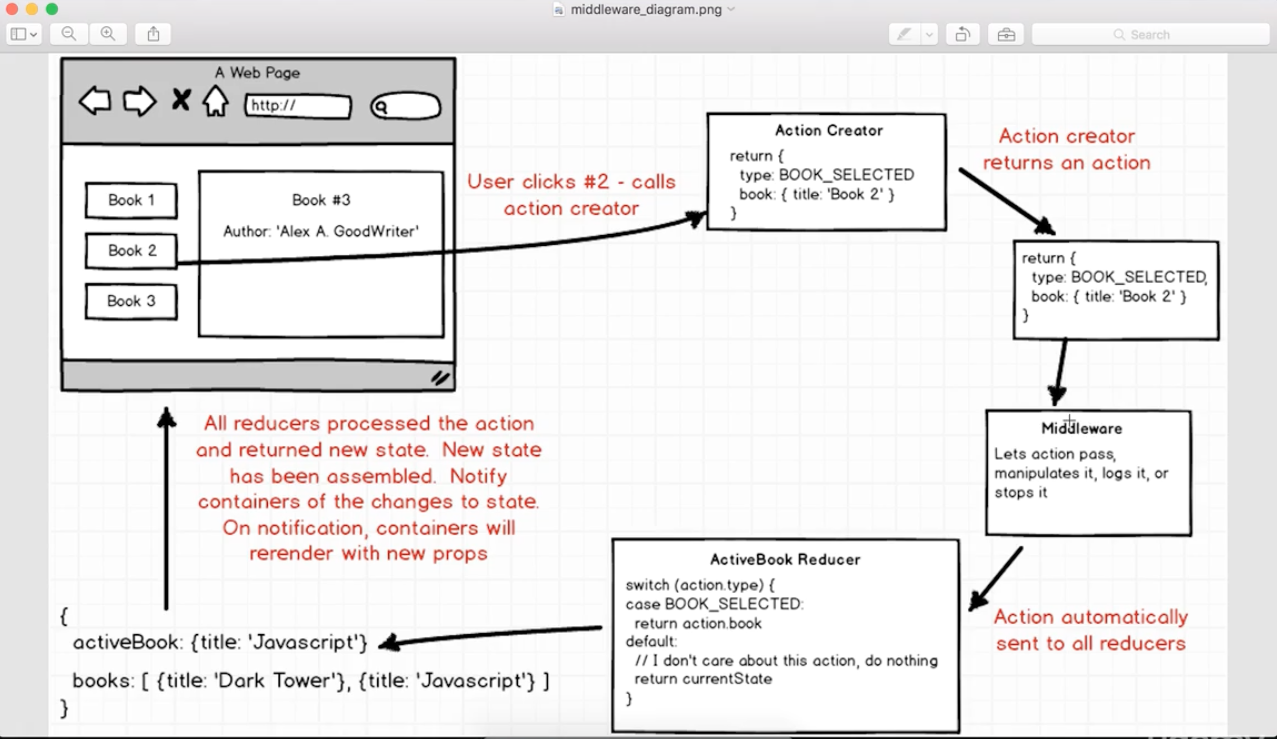 middleware_diagram.png
Search
A Web Page
http://
Book 1
Book 2
Book 3
Book #3
Author: 'Alex A. GoodWriter'
User clicks #2 - calls
action creator
Action Creator
return {
type: BOOK_SELECTED
book: { title: 'Book 2' }
}
Action creator
returns an action
return {
type: BOOK_SELECTED,
book: { title: 'Book 2' }
}
Middleware
Lets action pass,
manipulates it, logs it, or
stops it
Action automatically
sent to all reducers
ActiveBook Reducer
switch (action.type) {
case BOOK_SELECTED:
return action.book
default:
// I don't care about this action, do nothing
return currentState
}
{
activeBook: {title: 'Javascript'}
books: [ {title: 'Dark Tower'}, {title: 'Javascript'} ]
}
All reducers processed the action
and returned new state. New state
has been assembled. Notify
containers of the changes to state.
On notification, containers will
rerender with new props